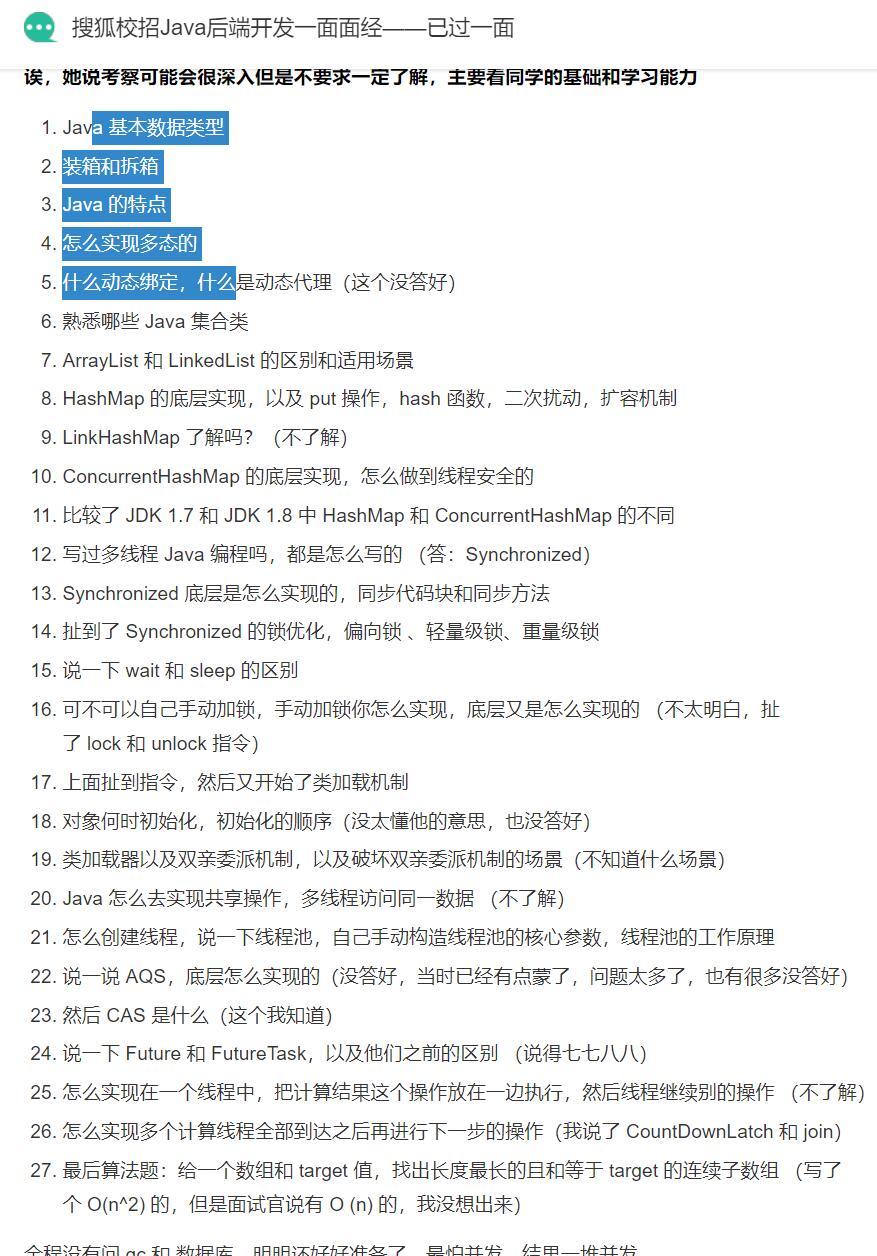 搜狐校招Java后端开发一面面经——已过一面
诶，她说考察可能会很深入但是不要求一定了解，主要看同学的基础和学习能力
1. Java 基本数据类型
2. 装箱和拆箱
3. Java 的特点
4. 怎么实现多态的
5. 什么动态绑定，什么是动态代理（这个没答好）
6. 熟悉哪些 Java 集合类
7. ArrayList 和 LinkedList 的区别和适用场景
8. HashMap 的底层实现，以及 put 操作，hash 函数，二次扰动，扩容机制
9. LinkHashMap 了解吗？（不了解）
10. ConcurrentHashMap 的底层实现，怎么做到线程安全的
11. 比较了 JDK 1.7 和 JDK 1.8 中 HashMap 和 ConcurrentHashMap 的不同
12. 写过多线程 Java 编程吗，都是怎么写的 （答：Synchronized）
13. Synchronized 底层是怎么实现的，同步代码块和同步方法
14. 扯到了 Synchronized 的锁优化，偏向锁 、轻量级锁、重量级锁
15. 说一下 wait 和 sleep 的区别
16. 可不可以自己手动加锁，手动加锁你怎么实现，底层又是怎么实现的 （不太明白，扯
了 lock 和 unlock 指令）
17. 上面扯到指令，然后又开始了类加载机制
18. 对象何时初始化，初始化的顺序（没太懂他的意思，也没答好）
19. 类加载器以及双亲委派机制，以及破坏双亲委派机制的场景（不知道什么场景）
20. Java 怎么去实现共享操作，多线程访问同一数据 （不了解）
21. 怎么创建线程，说一下线程池，自己手动构造线程池的核心参数，线程池的工作原理
22. 说一说 AQS，底层怎么实现的（没答好，当时已经有点蒙了，问题太多了，也有很多没答好）
23. 然后 CAS 是什么（这个我知道）
24. 说一下 Future 和 FutureTask，以及他们之前的区别 （说得七七八八）
25. 怎么实现在一个线程中，把计算结果这个操作放在一边执行，然后线程继续别的操作 （不了解）
26. 怎么实现多个计算线程全部到达之后再进行下一步的操作（我说了 CountDownLatch 和 join）
27. 最后算法题：给一个数组和 target 值，找出长度最长的且和等于 target 的连续子数组 （写了
个 O(n^2) 的，但是面试官说有 O (n) 的，我没想出来）
全程没有问 gc 和 数据库，明明还好好准备了，最怕并发，结果一堆并发